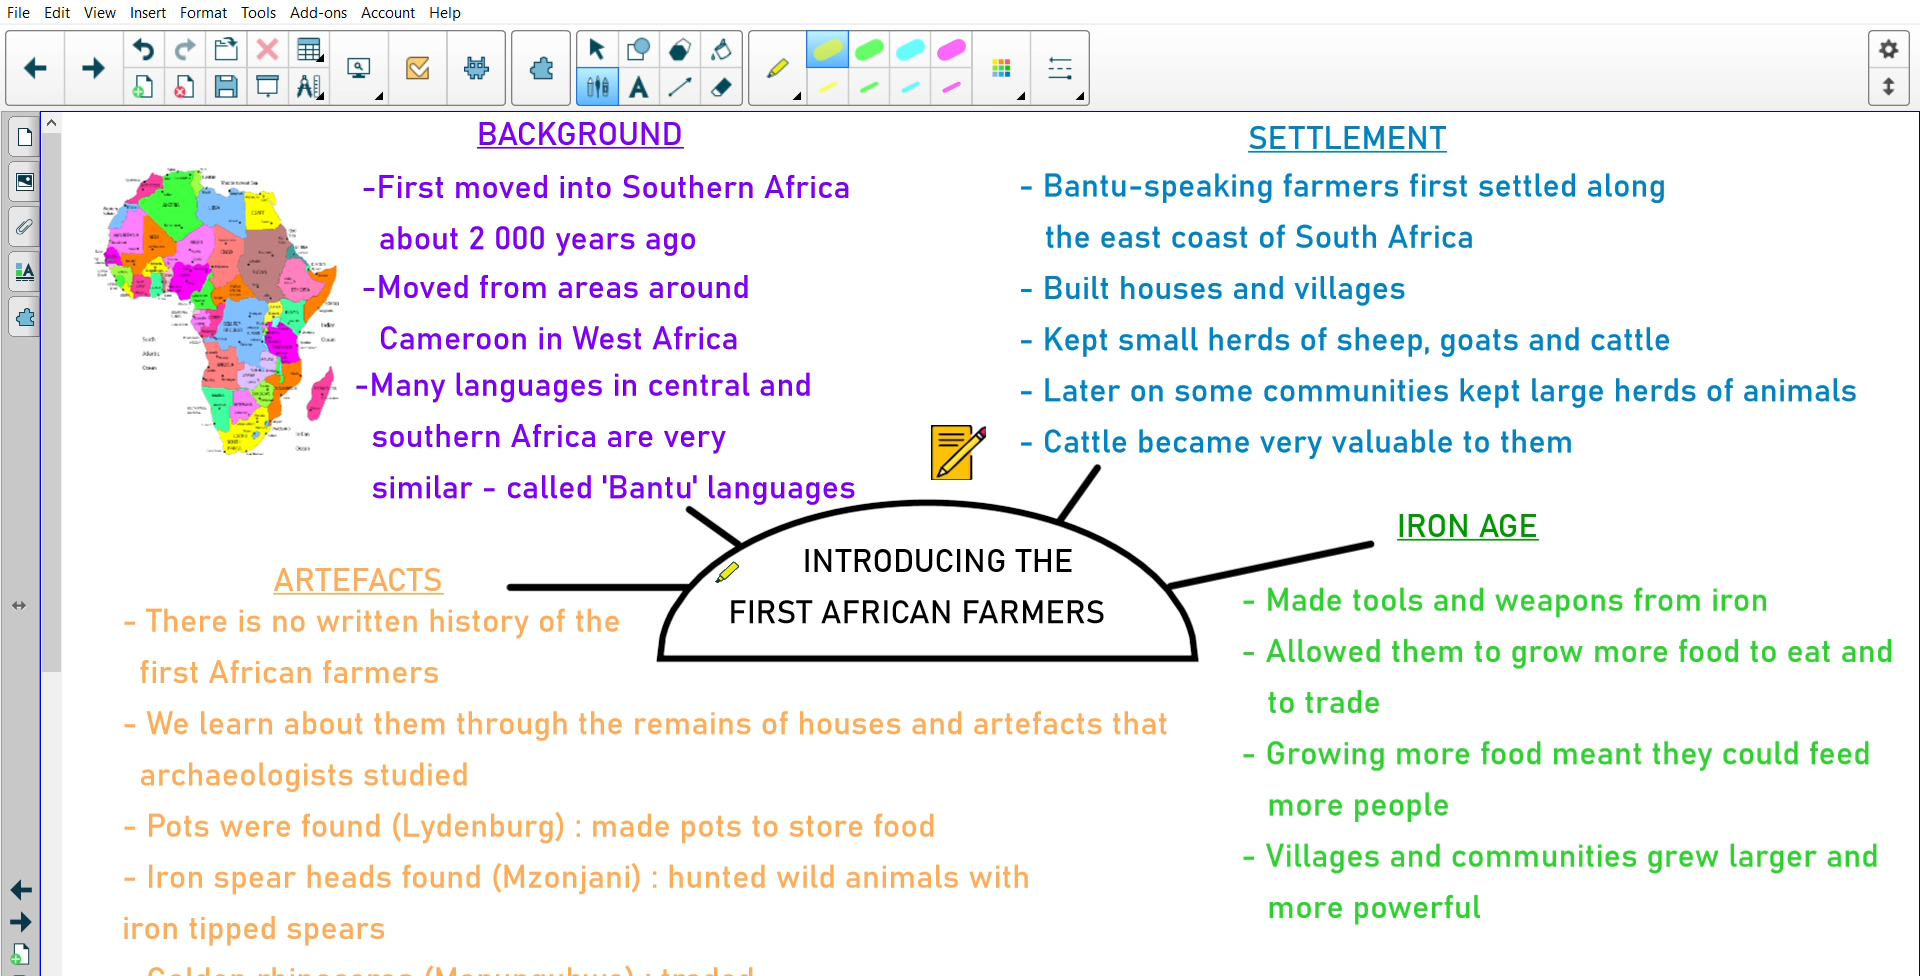 File Edit View Insert Format Tools Add-ons Account Help
BACKGROUND
-First moved into Southern Africa
about 2 000 years ago
-Moved from areas around
Cameroon in West Africa
-Many languages in central and
southern Africa are very
similar - called 'Bantu' languages
SETTLEMENT
- Bantu-speaking farmers first settled along
the east coast of South Africa
- Built houses and villages
- Kept small herds of sheep, goats and cattle
- Later on some communities kept large herds of animals
- Cattle became very valuable to them
INTRODUCING THE
FIRST AFRICAN FARMERS
IRON AGE
- Made tools and weapons from iron
- Allowed them to grow more food to eat and
to trade
- Growing more food meant they could feed
more people
- Villages and communities grew larger and
more powerful
ARTEFACTS
- There is no written history of the
first African farmers
- We learn about them through the remains of houses and artefacts that
archaeologists studied
- Pots were found (Lydenburg) : made pots to store food
- Iron spear heads found (Mzonjani) : hunted wild animals with
iron tipped spears